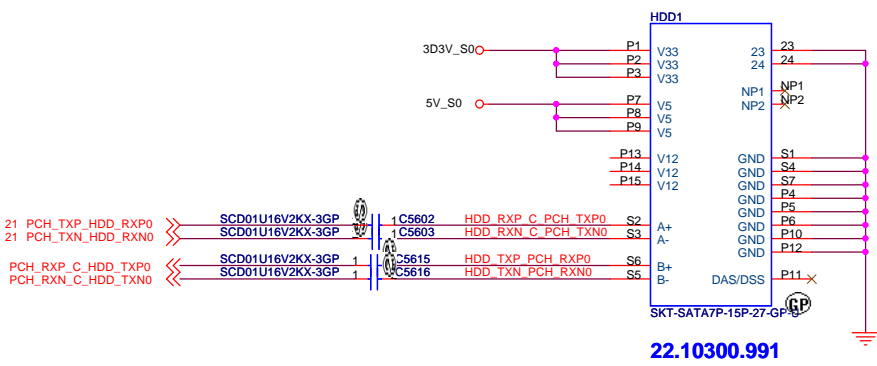 HDD1
3D3V_S0 P1 V33 23 23
P2 V33 24 24
P3 V33
NP1 NP1
5V_S0 P7 V5 NP2 NP2
P8 V5
P9 V5
P13 V12 GND S1
P14 V12 GND S4
P15 V12 GND S7
GND P4
GND P5
21 PCH_TXP_HDD_RXP0 SCD01U16V2KX-3GP 1 C5602 HDD_RXP_C_PCH_TXP0 S2 A+ GND P6
21 PCH_TXN_HDD_RXN0 SCD01U16V2KX-3GP 1 C5603 HDD_RXN_C_PCH_TXN0 S3 A- GND P10
GND P12
PCH_RXP_C_HDD_TXP0 SCD01U16V2KX-3GP 1 C5615 HDD_TXP_PCH_RXP0 S6 B+
PCH_RXN_C_HDD_TXN0 SCD01U16V2KX-3GP 1 C5616 HDD_TXN_PCH_RXN0 S5 B- DAS/DSS P11
GP
SKT-SATA7P-15P-27-GP-U
22.10300.991